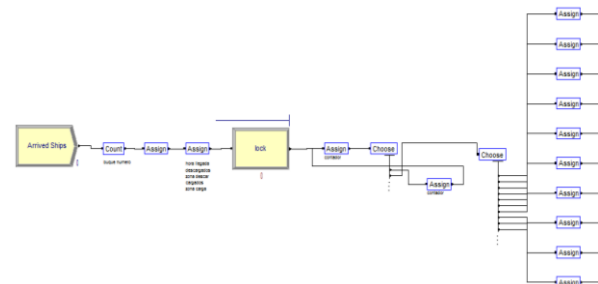 Arrived Ships
Count
buque numero
Assign
Assign
hora llegada
descargados
zona descar
cargados
zona carga
lock
Assign
contador
Choose
Assign
contador
Choose
Assign
Assign
Assign
Assign
Assign
Assign
Assign
Assign
Assign
Assign